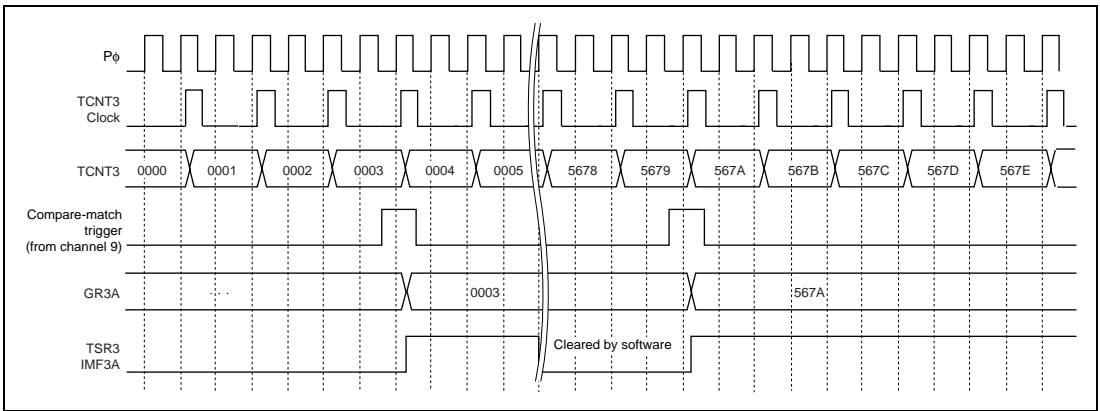 Pφ
TCNT3
Clock
TCNT3 0000 0001 0002 0003 0004 0005 5678 5679 567A 567B 567C 567D 567E
Compare-match
trigger
(from channel 9)
GR3A . . . 0003 567A
TSR3
IMF3A
Cleared by software